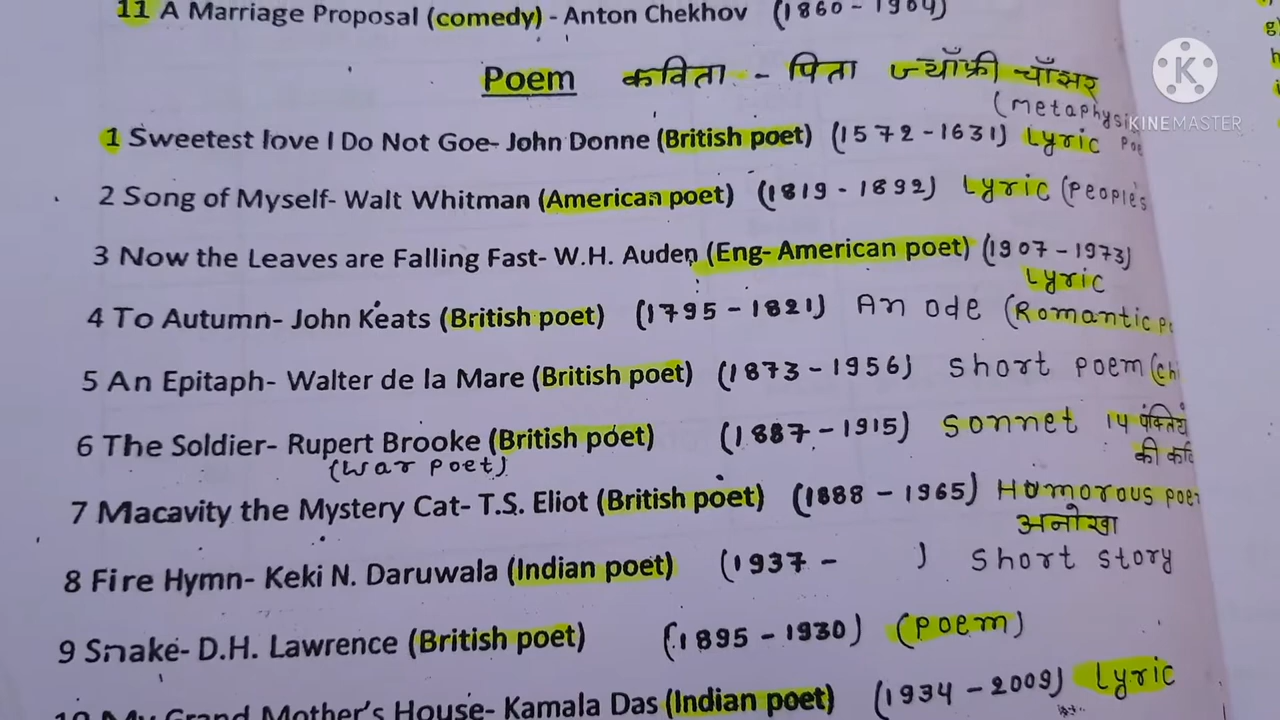 11 A Marriage Proposal (comedy) - Anton Chekhov (1860 - 1904)
Poem कविता - पिता ज्यॉफ्री चॉसर
KINEMASTER
1 Sweetest love I Do Not Goe- John Donne (British poet) (1572-1631) Lyric
2 Song of Myself- Walt Whitman (American poet) (1819 - 1892) Lyric (People's
3 Now the Leaves are Falling Fast- W.H. Auden (Eng- American poet) (1907-1973)
Lyric
4 To Autumn- John Keats (British poet) (1795-1821) An ode (Romantic
5 An Epitaph- Walter de la Mare (British poet) (1873-1956) Short poem
6 The Soldier- Rupert Brooke (British poet) (1887-1915) Sonnet 14
(war poet) की
7 Macavity the Mystery Cat- T.S. Eliot (British poet) (1888 - 1965) Homorous
अनोखा
8 Fire Hymn- Keki N. Daruwala (Indian poet) (1937 - ) Short story
9 Snake- D.H. Lawrence (British poet) (1895-1930) (Poem)
10 My Grand Mother's House- Kamala Das (Indian poet) (1934-2009) Lyric